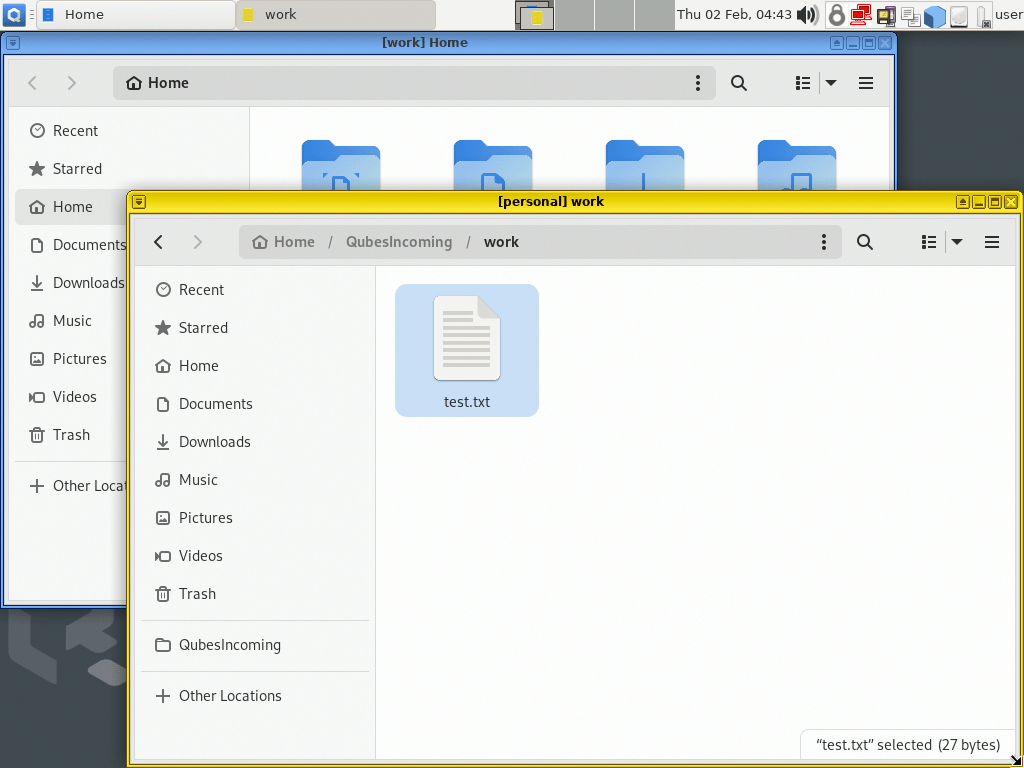 Home
work
Thu 02 Feb, 04:43
user
[work] Home
Home
Recent
Starred
Home
Documents
Downloads
Music
Pictures
Videos
Trash
Other Locat
[personal] work
Home / QubesIncoming / work
Recent
Starred
Home
Documents
Downloads
Music
Pictures
Videos
Trash
QubesIncoming
Other Locations
test.txt
“test.txt” selected (27 bytes)